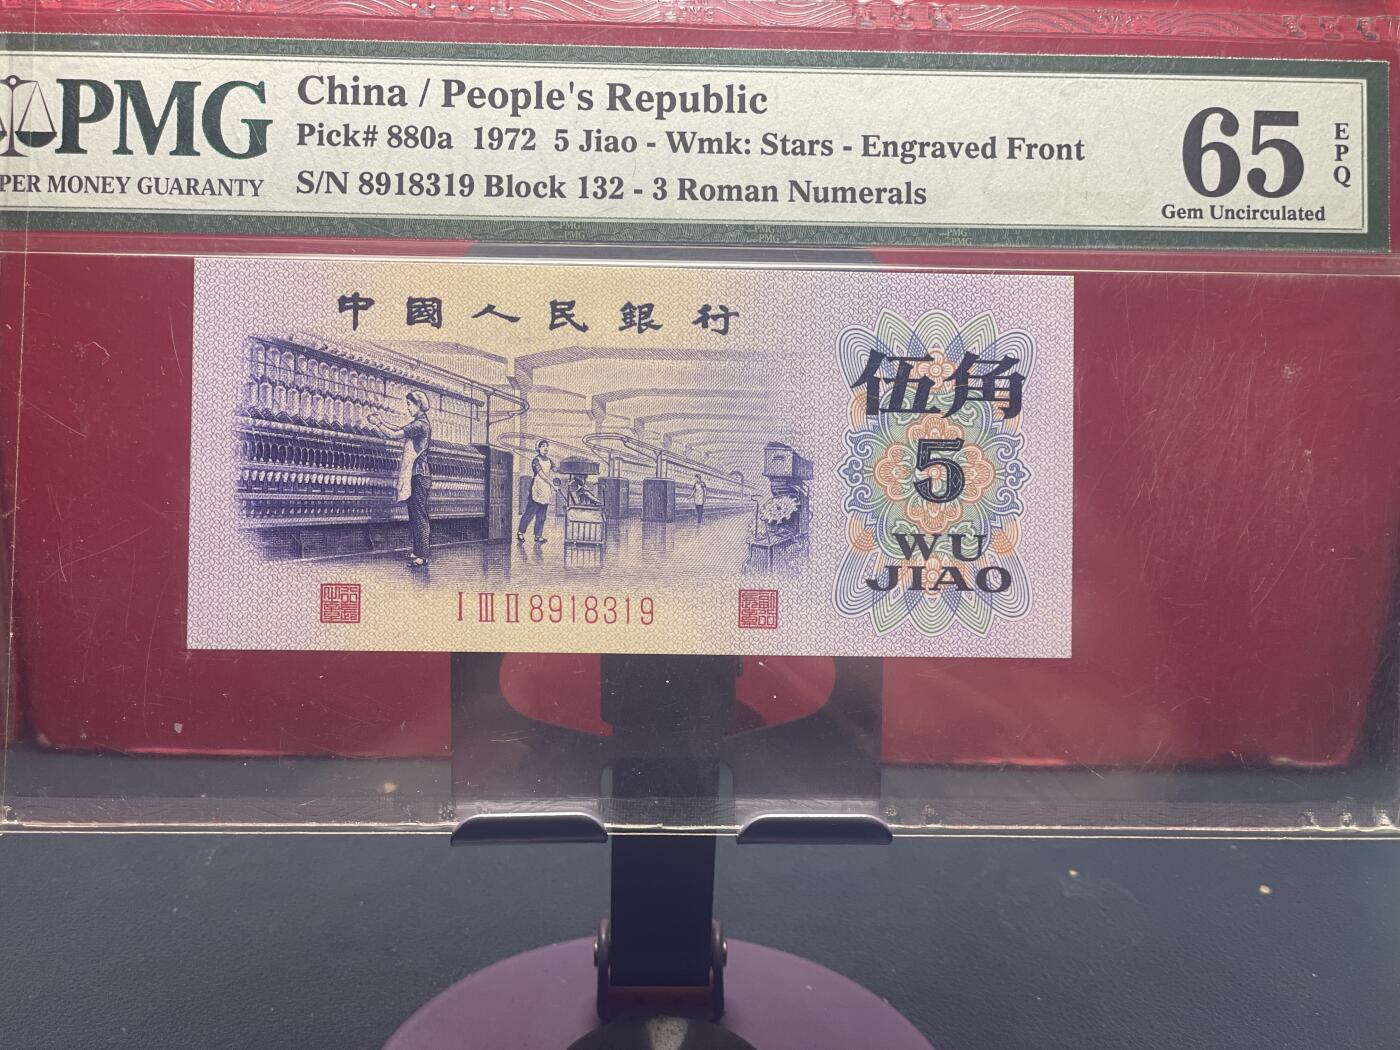 PMG
PER MONEY GUARANTY
China / People's Republic
Pick# 880a 1972 5 Jiao - Wmk: Stars - Engraved Front
S/N 8918319 Block 132 - 3 Roman Numerals
65
EPQ
Gem Uncirculated
中國人民銀行
伍角
5
WU
JIAO
I III II 8918319